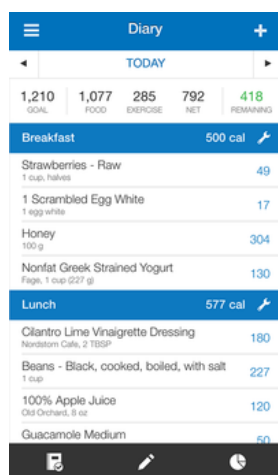 Diary
TODAY
1,210 1,077 285 792 418
GOAL FOOD EXERCISE NET REMAINING
Breakfast 500 cal
Strawberries - Raw 49
1 cup, halves
1 Scrambled Egg White 17
1 egg white
Honey 304
100 g
Nonfat Greek Strained Yogurt 130
Fage, 1 cup (227 g)
Lunch 577 cal
Cilantro Lime Vinaigrette Dressing 180
Nordstom Cafe, 2 TBSP
Beans - Black, cooked, boiled, with salt 227
1 cup
100% Apple Juice 120
Old Orchard, 8 oz
Guacamole Medium 50